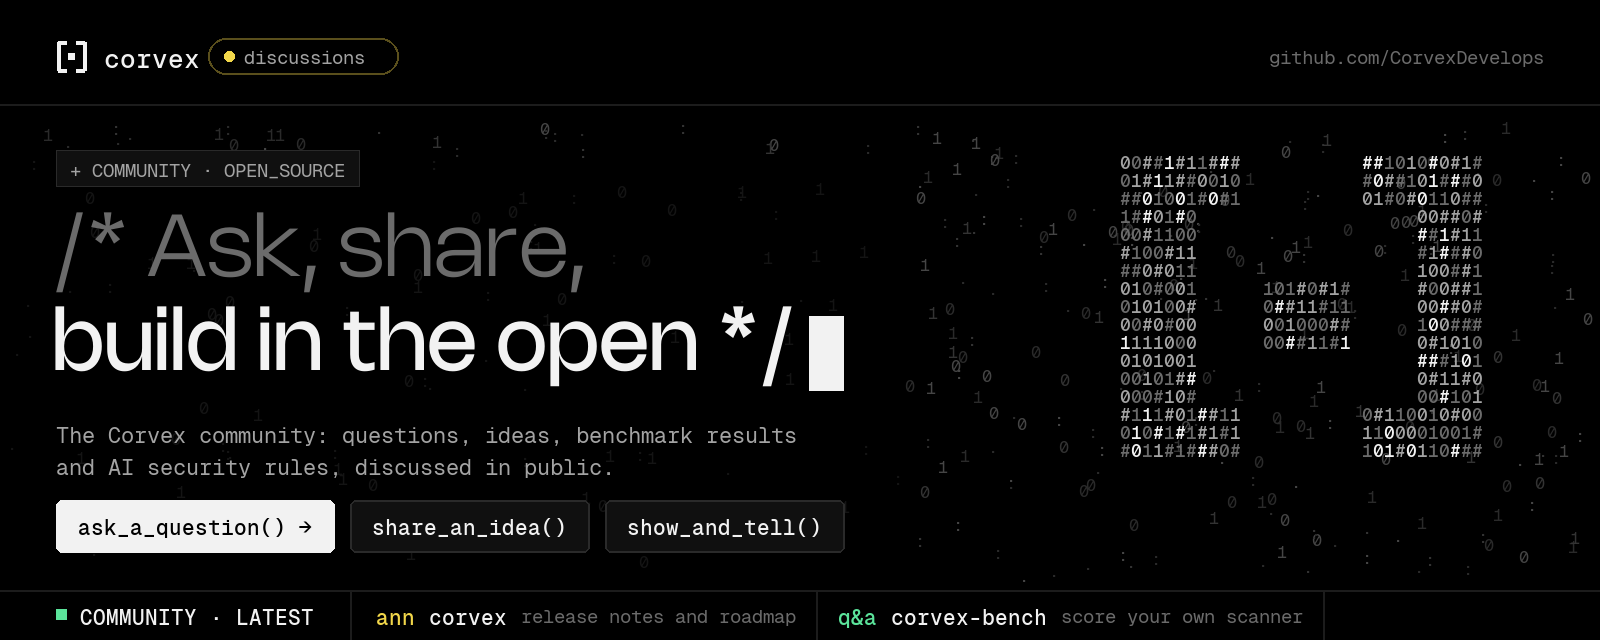 [·] corvex
discussions
github.com/CorvexDevelops
+ COMMUNITY · OPEN_SOURCE
/* Ask, share,
build in the open */
The Corvex community: questions, ideas, benchmark results
and AI security rules, discussed in public.
ask_a_question() →
share_an_idea()
show_and_tell()
COMMUNITY · LATEST
ann corvex release notes and roadmap
q&a corvex-bench score your own scanner